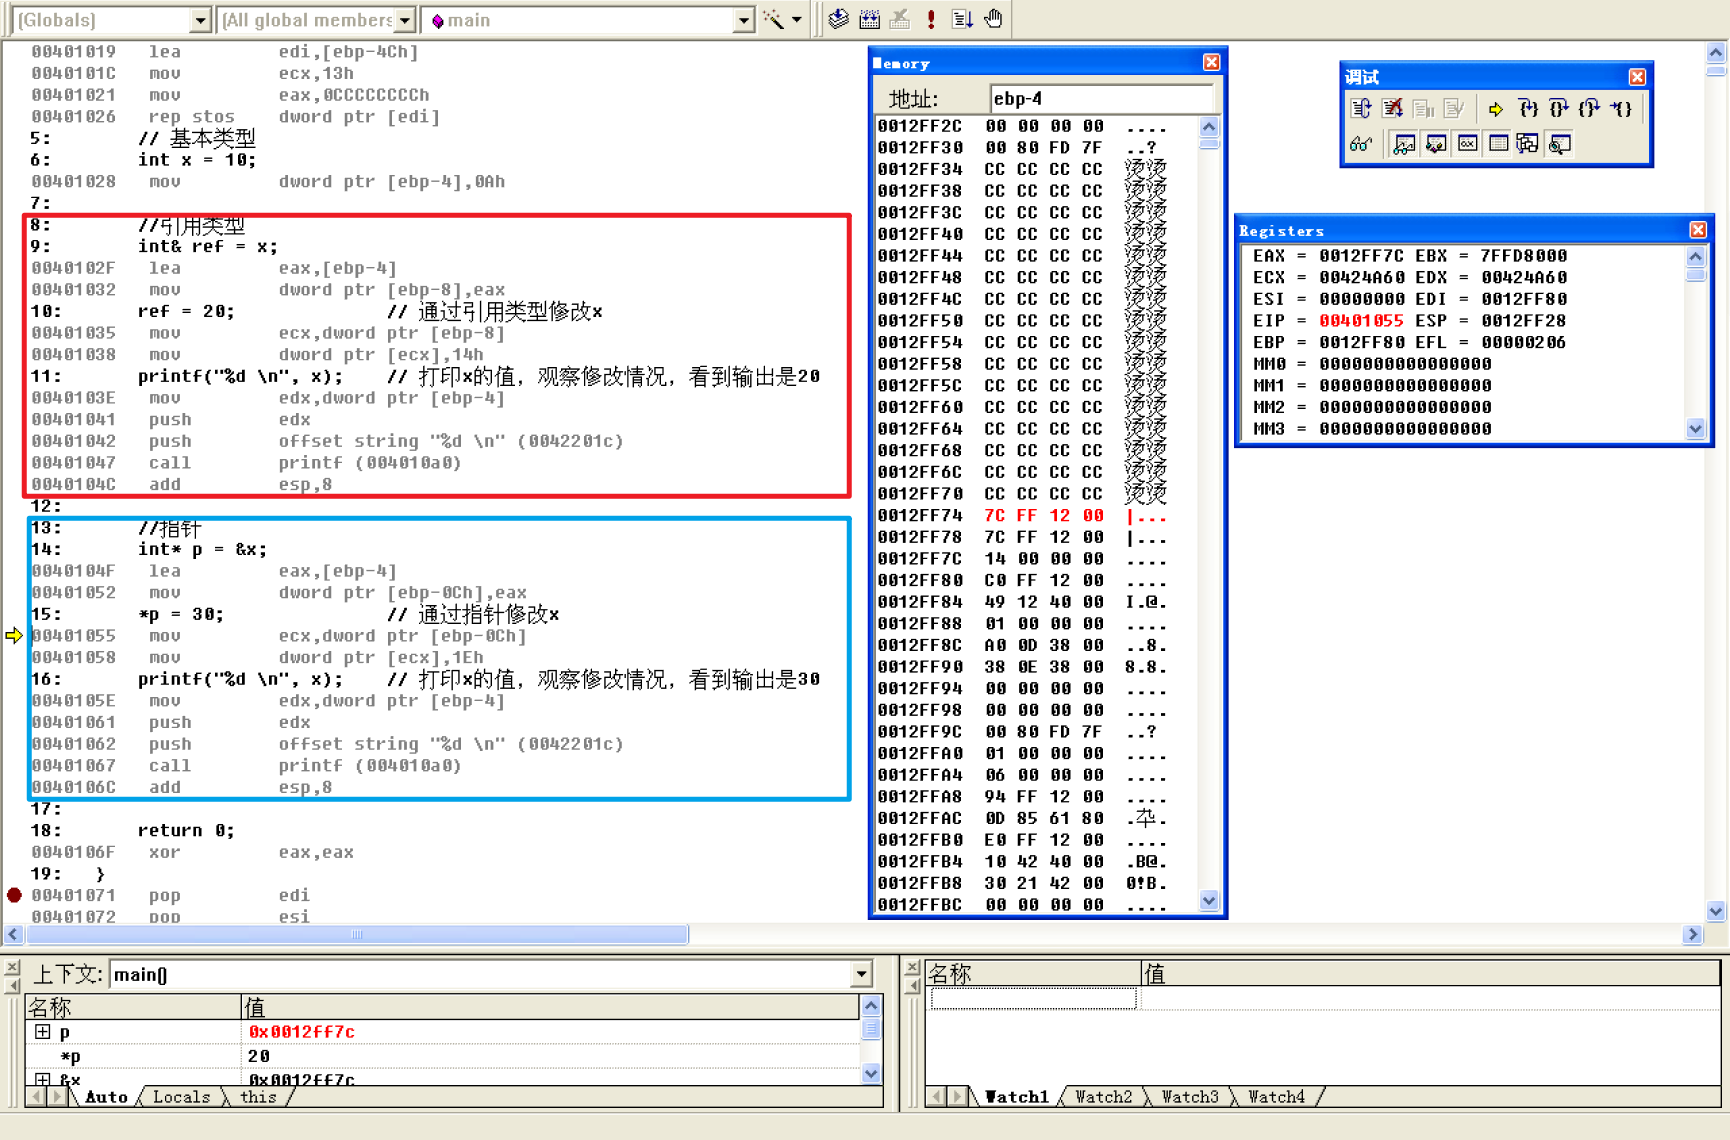 (Globals) (All global members main
00401019 lea edi,[ebp-4Ch]
0040101C mov ecx,13h
00401021 mov eax,0CCCCCCCCh
00401026 rep stos dword ptr [edi]
5: // 基本类型
6: int x = 10;
00401028 mov dword ptr [ebp-4],0Ah
7:
8: //引用类型
9: int& ref = x;
0040102F lea eax,[ebp-4]
00401032 mov dword ptr [ebp-8],eax
10: ref = 20; // 通过引用类型修改x
00401035 mov ecx,dword ptr [ebp-8]
00401038 mov dword ptr [ecx],14h
11: printf("%d \n", x); // 打印x的值，观察修改情况，看到输出是20
0040103E mov edx,dword ptr [ebp-4]
00401041 push edx
00401042 push offset string "%d \n" (0042201c)
00401047 call printf (004010a0)
0040104C add esp,8
12:
13: //指针
14: int* p = &x;
0040104F lea eax,[ebp-4]
00401052 mov dword ptr [ebp-0Ch],eax
15: *p = 30; // 通过指针修改x
00401055 mov ecx,dword ptr [ebp-0Ch]
00401058 mov dword ptr [ecx],1Eh
16: printf("%d \n", x); // 打印x的值，观察修改情况，看到输出是30
0040105E mov edx,dword ptr [ebp-4]
00401061 push edx
00401062 push offset string "%d \n" (0042201c)
00401067 call printf (004010a0)
0040106C add esp,8
17:
18: return 0;
0040106F xor eax,eax
19: }
00401071 pop edi
00401072 pop esi
Memory
地址: ebp-4
0012FF2C 00 00 00 00 ....
0012FF30 00 80 FD 7F ..?
0012FF34 CC CC CC CC 烫烫
0012FF38 CC CC CC CC 烫烫
0012FF3C CC CC CC CC 烫烫
0012FF40 CC CC CC CC 烫烫
0012FF44 CC CC CC CC 烫烫
0012FF48 CC CC CC CC 烫烫
0012FF4C CC CC CC CC 烫烫
0012FF50 CC CC CC CC 烫烫
0012FF54 CC CC CC CC 烫烫
0012FF58 CC CC CC CC 烫烫
0012FF5C CC CC CC CC 烫烫
0012FF60 CC CC CC CC 烫烫
0012FF64 CC CC CC CC 烫烫
0012FF68 CC CC CC CC 烫烫
0012FF6C CC CC CC CC 烫烫
0012FF70 CC CC CC CC 烫烫
0012FF74 7C FF 12 00 |...
0012FF78 7C FF 12 00 |...
0012FF7C 14 00 00 00 ....
0012FF80 C0 FF 12 00 ....
0012FF84 49 12 40 00 I.@.
0012FF88 01 00 00 00 ....
0012FF8C A0 0D 38 00 ..8.
0012FF90 38 0E 38 00 8.8.
0012FF94 00 00 00 00 ....
0012FF98 00 00 00 00 ....
0012FF9C 00 80 FD 7F ..?
0012FFA0 01 00 00 00 ....
0012FFA4 06 00 00 00 ....
0012FFA8 94 FF 12 00 ....
0012FFAC 0D 85 61 80
0012FFB0 E0 FF 12 00 ....
0012FFB4 10 42 40 00 .B@.
0012FFB8 30 21 42 00 0!B.
0012FFBC 00 00 00 00 ....
调试
Registers
EAX = 0012FF7C EBX = 7FFD8000
ECX = 00424A60 EDX = 00424A60
ESI = 00000000 EDI = 0012FF80
EIP = 00401055 ESP = 0012FF28
EBP = 0012FF80 EFL = 00000206
MM0 = 0000000000000000
MM1 = 0000000000000000
MM2 = 0000000000000000
MM3 = 0000000000000000
上下文: main()
名称 值
p 0x0012ff7c
*p 20
&x 0x0012ff7c
Auto Locals this
名称 值
Watch1 Watch2 Watch3 Watch4